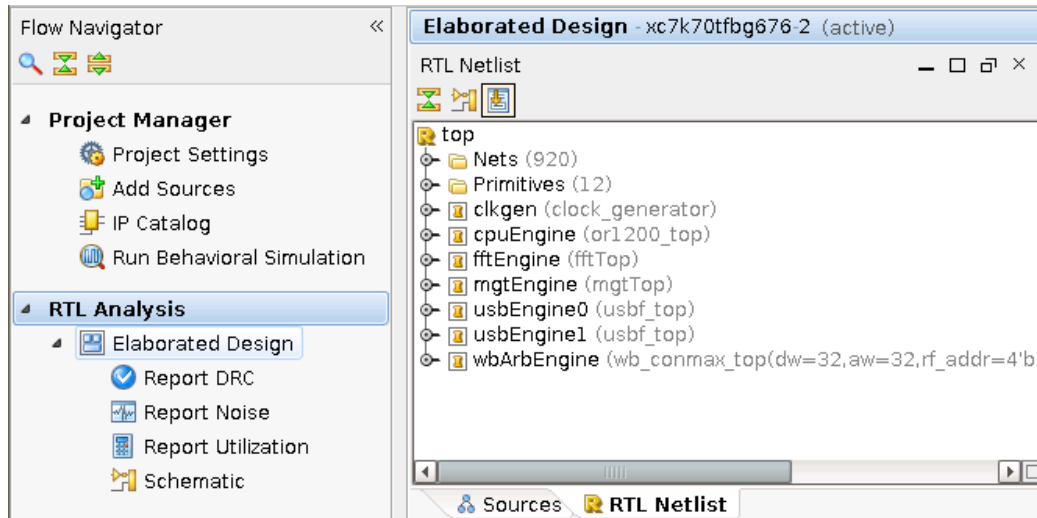 Flow Navigator
Project Manager
Project Settings
Add Sources
IP Catalog
Run Behavioral Simulation
RTL Analysis
Elaborated Design
Report DRC
Report Noise
Report Utilization
Schematic
Elaborated Design - xc7k70tfbg676-2 (active)
RTL Netlist
top
Nets (920)
Primitives (12)
clkgen (clock_generator)
cpuEngine (or1200_top)
fftEngine (fftTop)
mgtEngine (mgtTop)
usbEngine0 (usbf_top)
usbEngine1 (usbf_top)
wbArbEngine (wb_conmax_top(dw=32,aw=32,rf_addr=4'b
Sources RTL Netlist